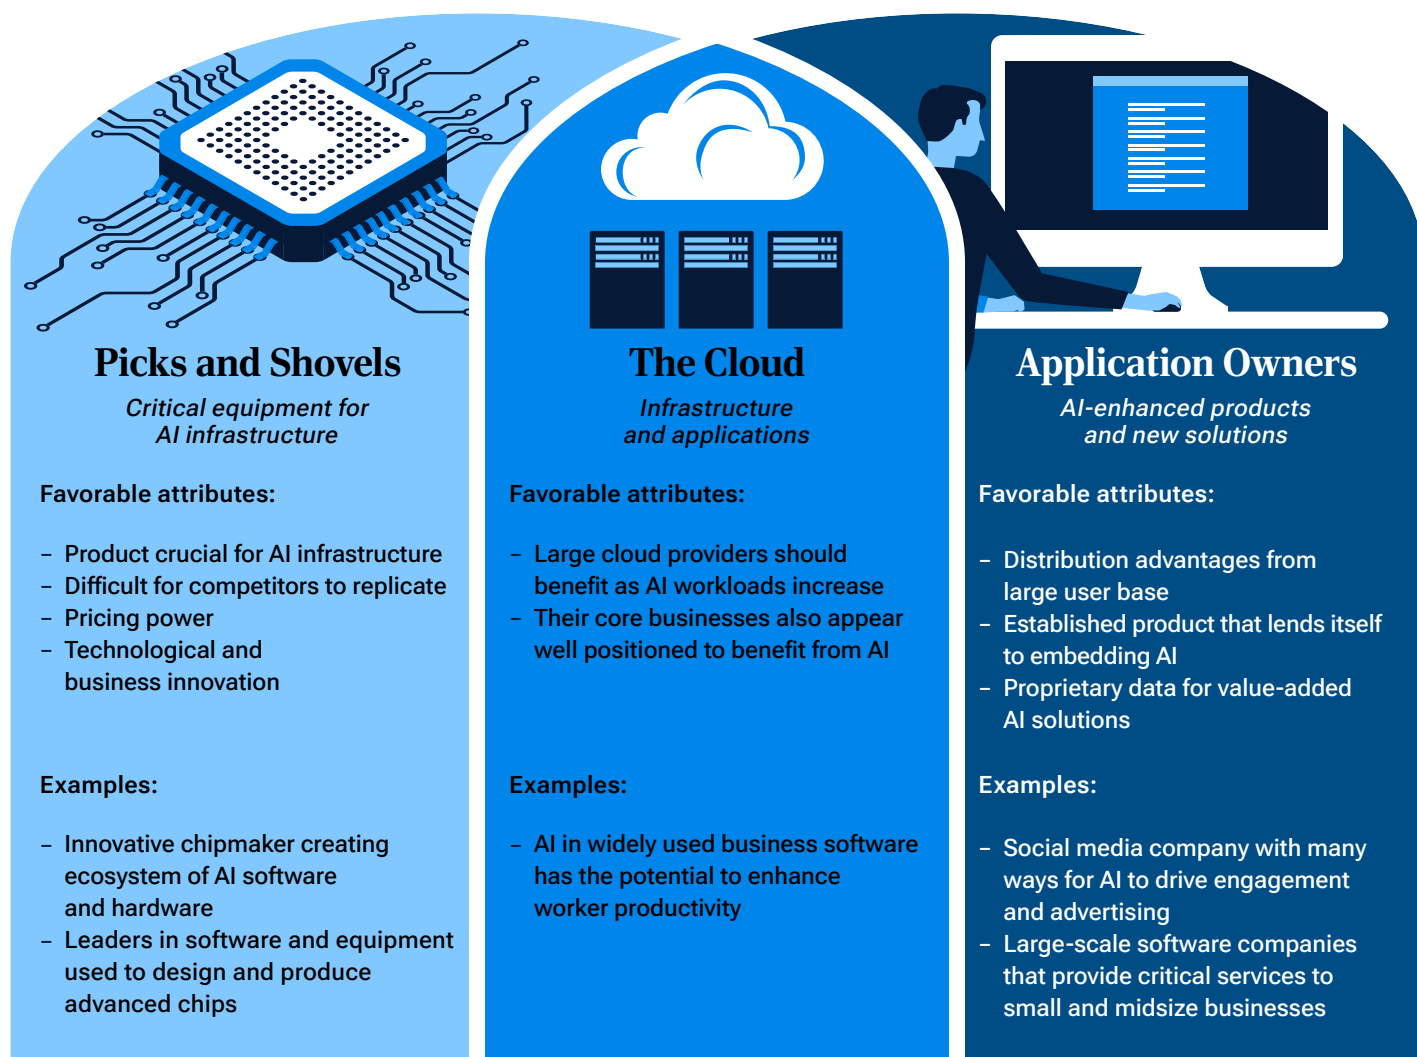 Picks and Shovels
Critical equipment for
AI infrastructure
Favorable attributes:
– Product crucial for AI infrastructure
– Difficult for competitors to replicate
– Pricing power
– Technological and
business innovation
Examples:
– Innovative chipmaker creating
ecosystem of AI software
and hardware
– Leaders in software and equipment
used to design and produce
advanced chips
The Cloud
Infrastructure
and applications
Favorable attributes:
– Large cloud providers should
benefit as AI workloads increase
– Their core businesses also appear
well positioned to benefit from AI
Examples:
– AI in widely used business software
has the potential to enhance
worker productivity
Application Owners
AI-enhanced products
and new solutions
Favorable attributes:
– Distribution advantages from
large user base
– Established product that lends itself
to embedding AI
– Proprietary data for value-added
AI solutions
Examples:
– Social media company with many
ways for AI to drive engagement
and advertising
– Large-scale software companies
that provide critical services to
small and midsize businesses